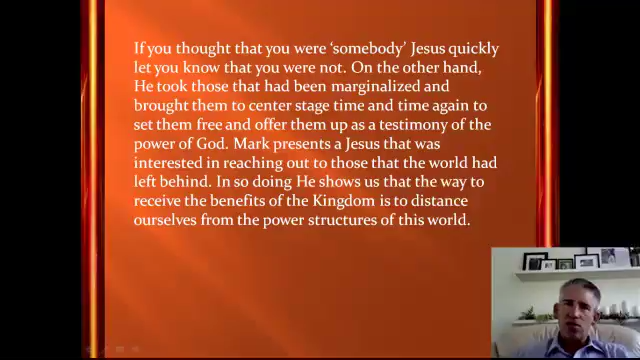 If you thought that you were ‘somebody’ Jesus quickly
let you know that you were not. On the other hand,
He took those that had been marginalized and
brought them to center stage time and time again to
set them free and offer them up as a testimony of the
power of God. Mark presents a Jesus that was
interested in reaching out to those that the world had
left behind. In so doing He shows us that the way to
receive the benefits of the Kingdom is to distance
ourselves from the power structures of this world.